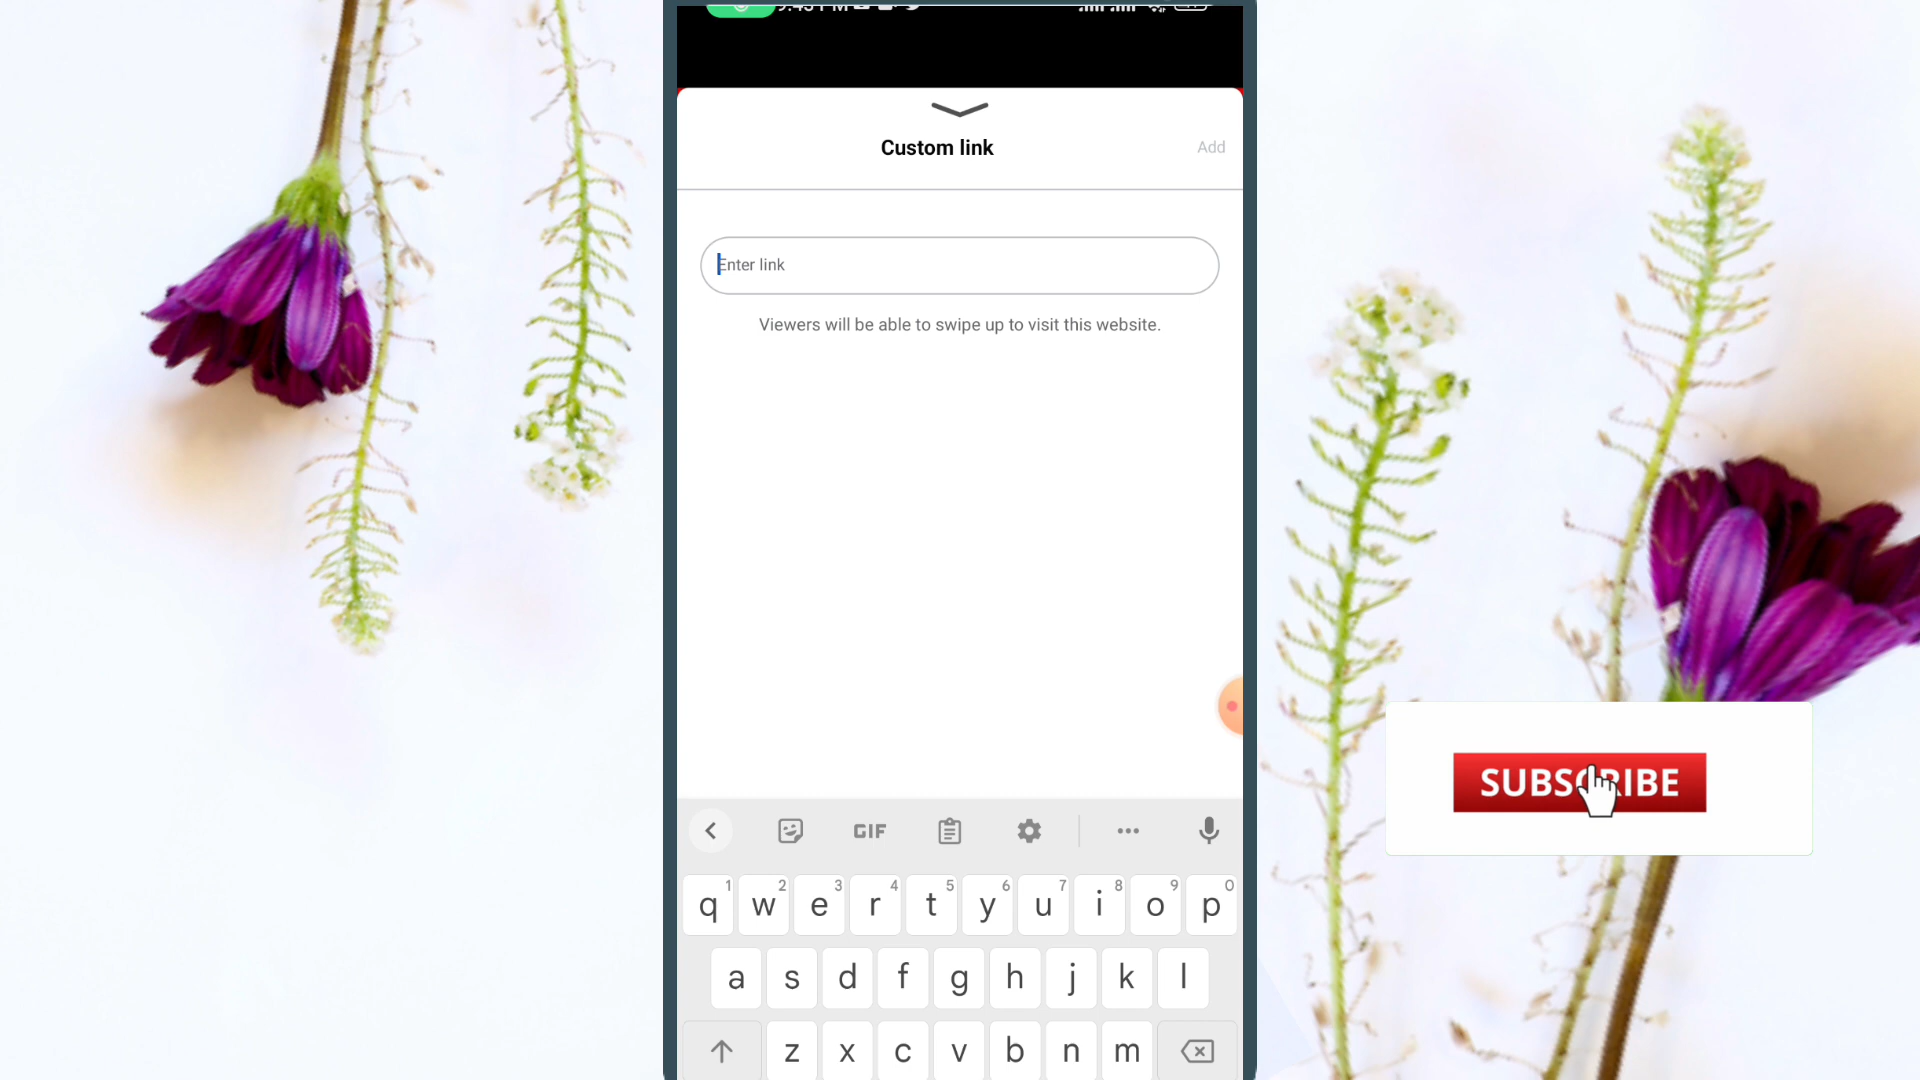 Custom link
Add
Enter link
Viewers will be able to swipe up to visit this website.
SUBSCRIBE
GIF
1 2 3 4 5 6 7 8 9 0
q w e r t y u i o p
a s d f g h j k l
z x c v b n m